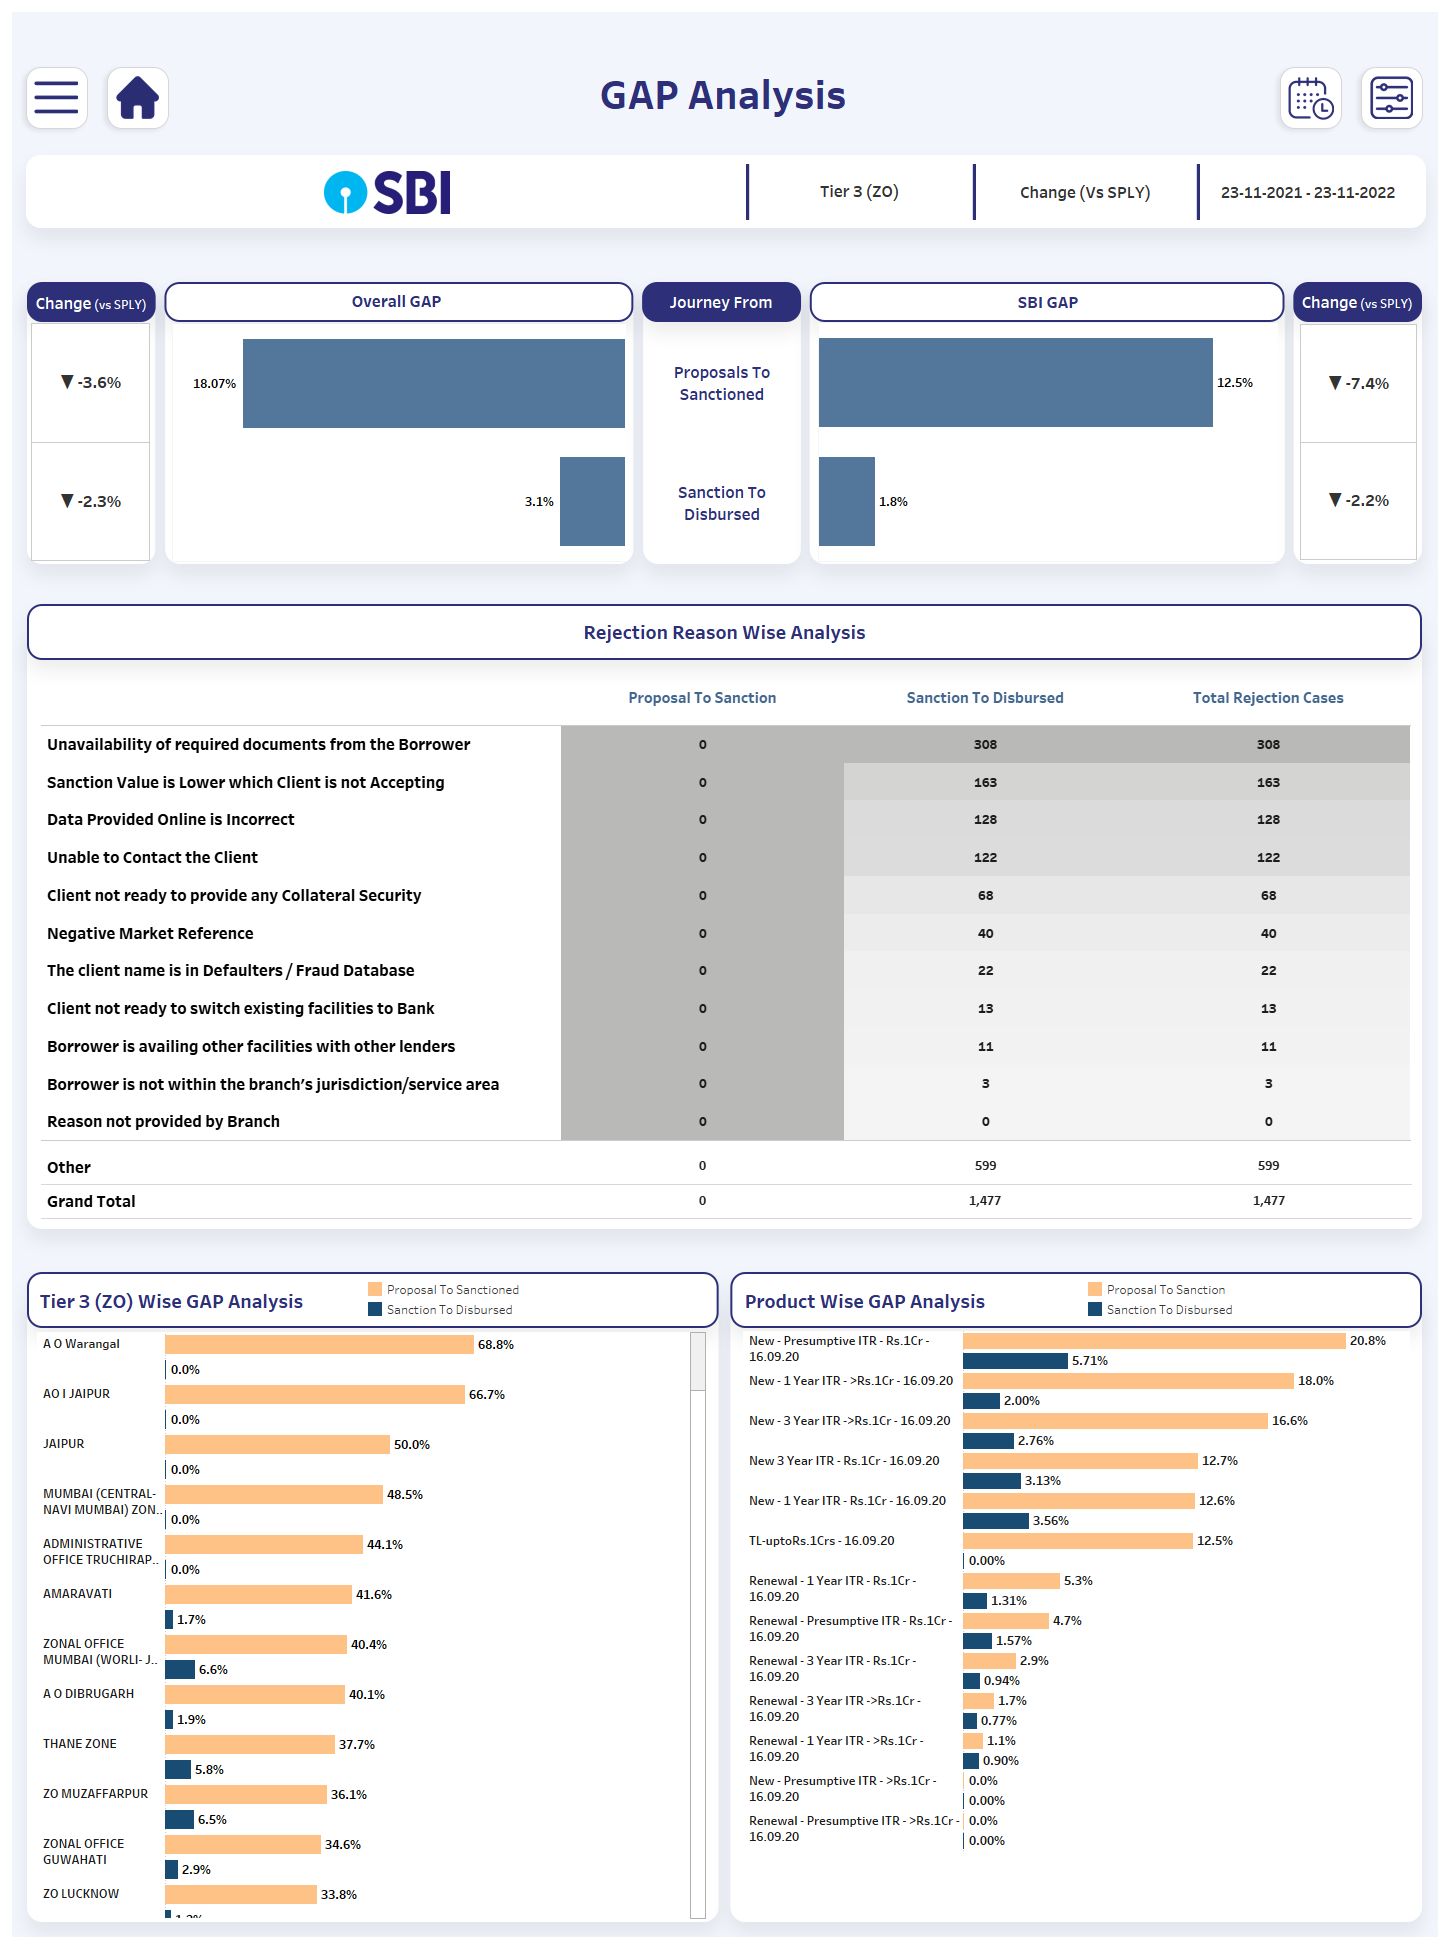 GAP Analysis
SBI
Tier 3 (ZO)
Change (Vs SPLY)
23-11-2021 - 23-11-2022
Change (vs SPLY)
Overall GAP
Journey From
SBI GAP
Change (vs SPLY)
▼ -3.6%
18.07%
Proposals To
Sanctioned
12.5%
▼ -7.4%
▼ -2.3%
3.1%
Sanction To
Disbursed
1.8%
▼ -2.2%
Rejection Reason Wise Analysis
Proposal To Sanction Sanction To Disbursed Total Rejection Cases
Unavailability of required documents from the Borrower 0 308 308
Sanction Value is Lower which Client is not Accepting 0 163 163
Data Provided Online is Incorrect 0 128 128
Unable to Contact the Client 0 122 122
Client not ready to provide any Collateral Security 0 68 68
Negative Market Reference 0 40 40
The client name is in Defaulters / Fraud Database 0 22 22
Client not ready to switch existing facilities to Bank 0 13 13
Borrower is availing other facilities with other lenders 0 11 11
Borrower is not within the branch's jurisdiction/service area 0 3 3
Reason not provided by Branch 0 0 0
Other 0 599 599
Grand Total 0 1,477 1,477
Tier 3 (ZO) Wise GAP Analysis
Proposal To Sanctioned
Sanction To Disbursed
A O Warangal 68.8%
0.0%
AO I JAIPUR 66.7%
0.0%
JAIPUR 50.0%
0.0%
MUMBAI (CENTRAL-
NAVI MUMBAI) ZON..
48.5%
0.0%
ADMINISTRATIVE
OFFICE TRUCHIRAP..
44.1%
0.0%
AMARAVATI 41.6%
1.7%
ZONAL OFFICE
MUMBAI (WORLI- J..
40.4%
6.6%
A O DIBRUGARH 40.1%
1.9%
THANE ZONE 37.7%
5.8%
ZO MUZAFFARPUR 36.1%
6.5%
ZONAL OFFICE
GUWAHATI
34.6%
2.9%
ZO LUCKNOW 33.8%
Product Wise GAP Analysis
Proposal To Sanction
Sanction To Disbursed
New - Presumptive ITR - Rs.1Cr -
16.09.20
20.8%
5.71%
New - 1 Year ITR - >Rs.1Cr - 16.09.20 18.0%
2.00%
New - 3 Year ITR ->Rs.1Cr - 16.09.20 16.6%
2.76%
New 3 Year ITR - Rs.1Cr - 16.09.20 12.7%
3.13%
New - 1 Year ITR - Rs.1Cr - 16.09.20 12.6%
3.56%
TL-uptoRs.1Crs - 16.09.20 12.5%
0.00%
Renewal - 1 Year ITR - Rs.1Cr -
16.09.20
5.3%
1.31%
Renewal - Presumptive ITR - Rs.1Cr -
16.09.20
4.7%
1.57%
Renewal - 3 Year ITR - Rs.1Cr -
16.09.20
2.9%
0.94%
Renewal - 3 Year ITR ->Rs.1Cr -
16.09.20
1.7%
0.77%
Renewal - 1 Year ITR - >Rs.1Cr -
16.09.20
1.1%
0.90%
New - Presumptive ITR - >Rs.1Cr -
16.09.20
0.0%
0.00%
Renewal - Presumptive ITR - >Rs.1Cr -
16.09.20
0.0%
0.00%